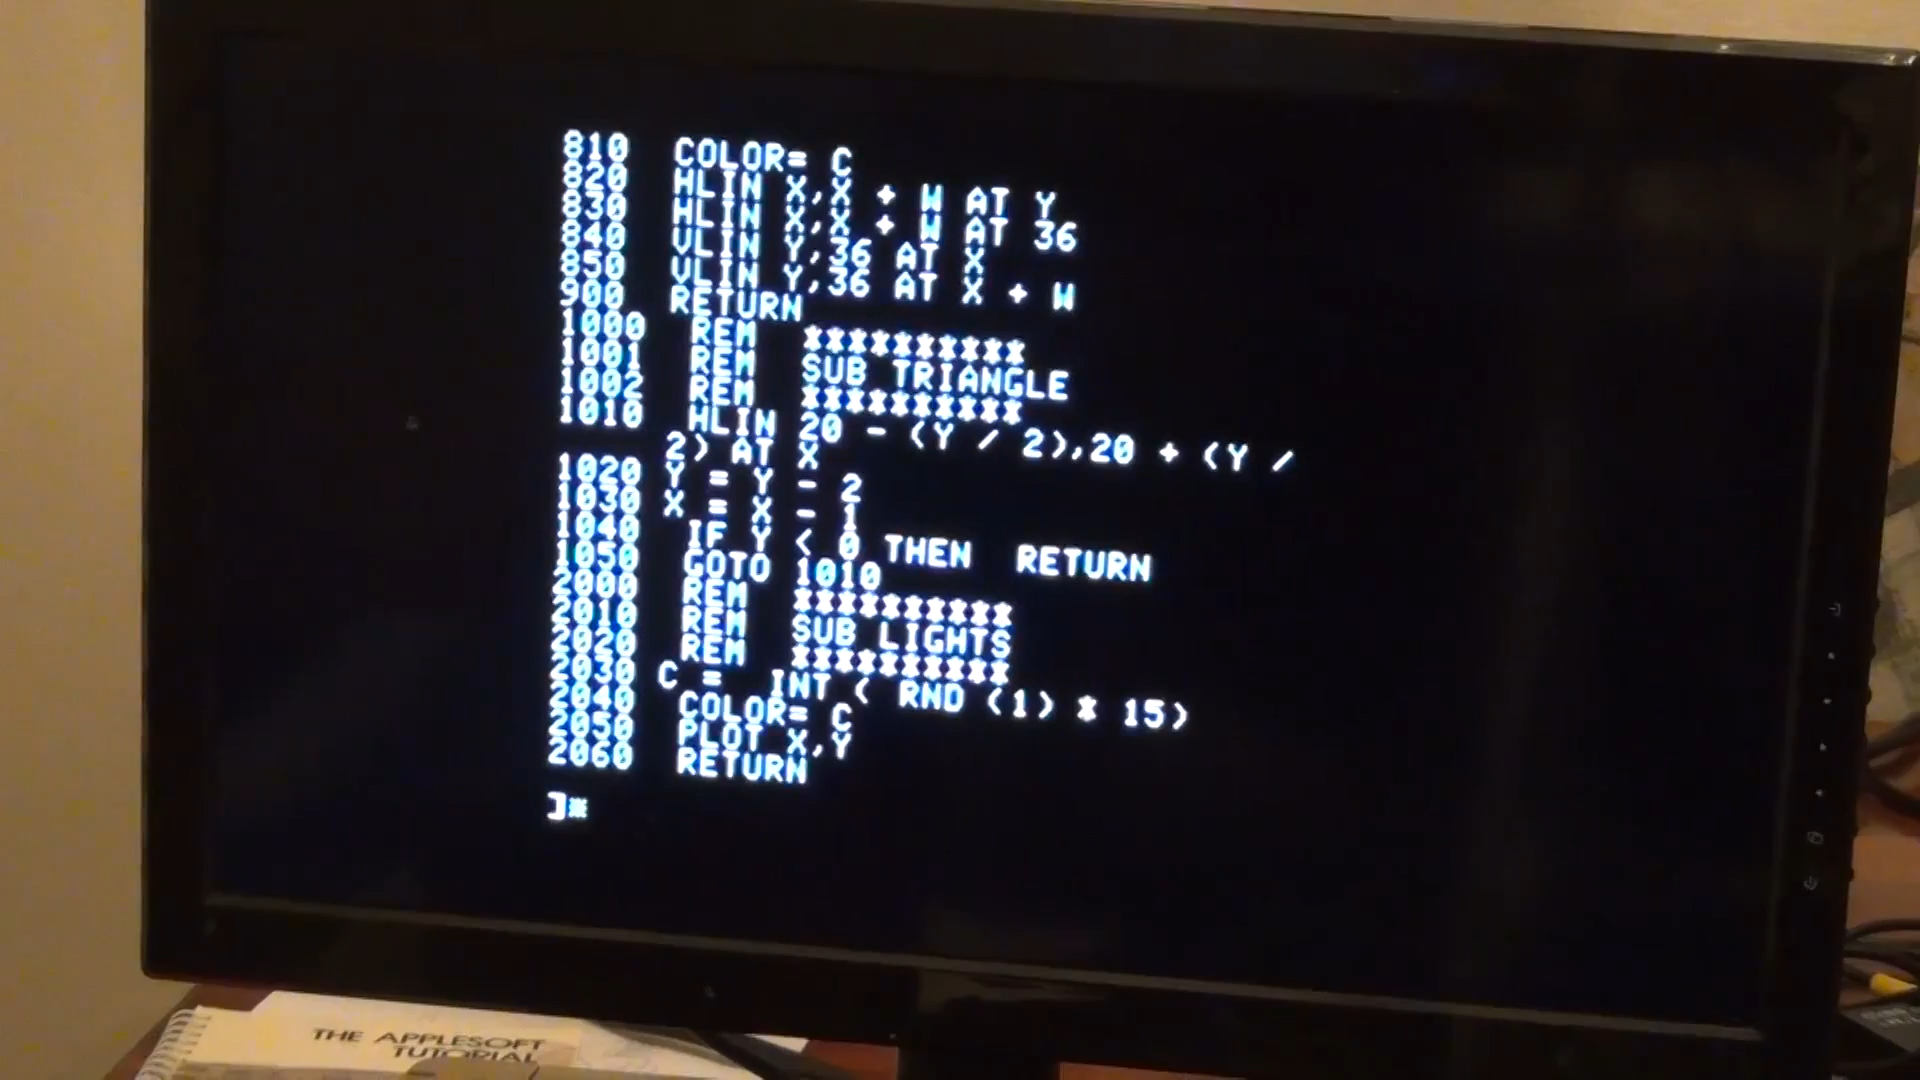 810 COLOR= C
820 HLIN X,X + W AT Y
830 HLIN X,X + W AT 36
840 VLIN Y,36 AT X
850 VLIN Y,36 AT X + W
900 RETURN
1000 REM **********
1001 REM SUB TRIANGLE
1002 REM **********
1010 HLIN 20 - (Y / 2),20 + (Y /
2) AT X
1020 Y = Y - 2
1030 X = X - 1
1040 IF Y < 0 THEN RETURN
1050 GOTO 1010
2000 REM **********
2010 REM SUB LIGHTS
2020 REM **********
2030 C = INT ( RND (1) * 15)
2040 COLOR= C
2050 PLOT X,Y
2060 RETURN
]
THE APPLESOFT
TUTORIAL